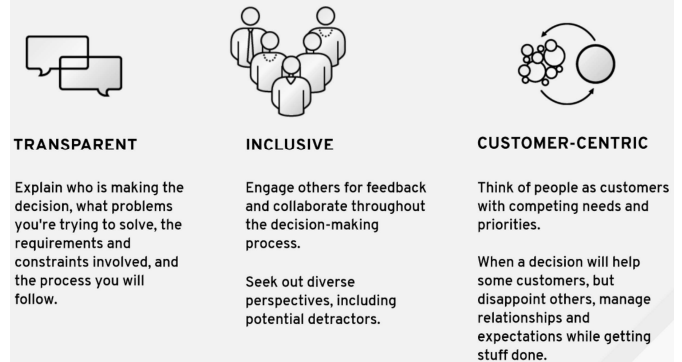 TRANSPARENT
Explain who is making the
decision, what problems
you're trying to solve, the
requirements and
constraints involved, and
the process you will
follow.
INCLUSIVE
Engage others for feedback
and collaborate throughout
the decision-making
process.
Seek out diverse
perspectives, including
potential detractors.
CUSTOMER-CENTRIC
Think of people as customers
with competing needs and
priorities.
When a decision will help
some customers, but
disappoint others, manage
relationships and
expectations while getting
stuff done.